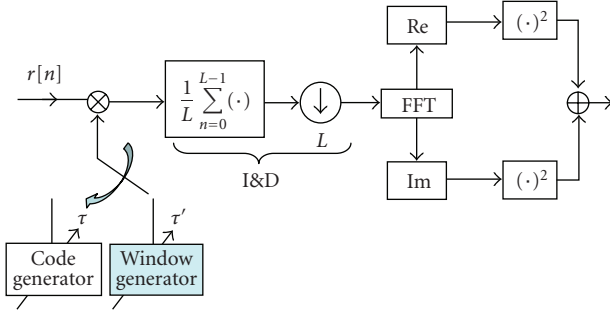 Re
(·)²
r[n]
1/L ∑_{n=0}^{L−1} (·)
FFT
L
I&D
Im
(·)²
τ
τ′
Code
generator
Window
generator